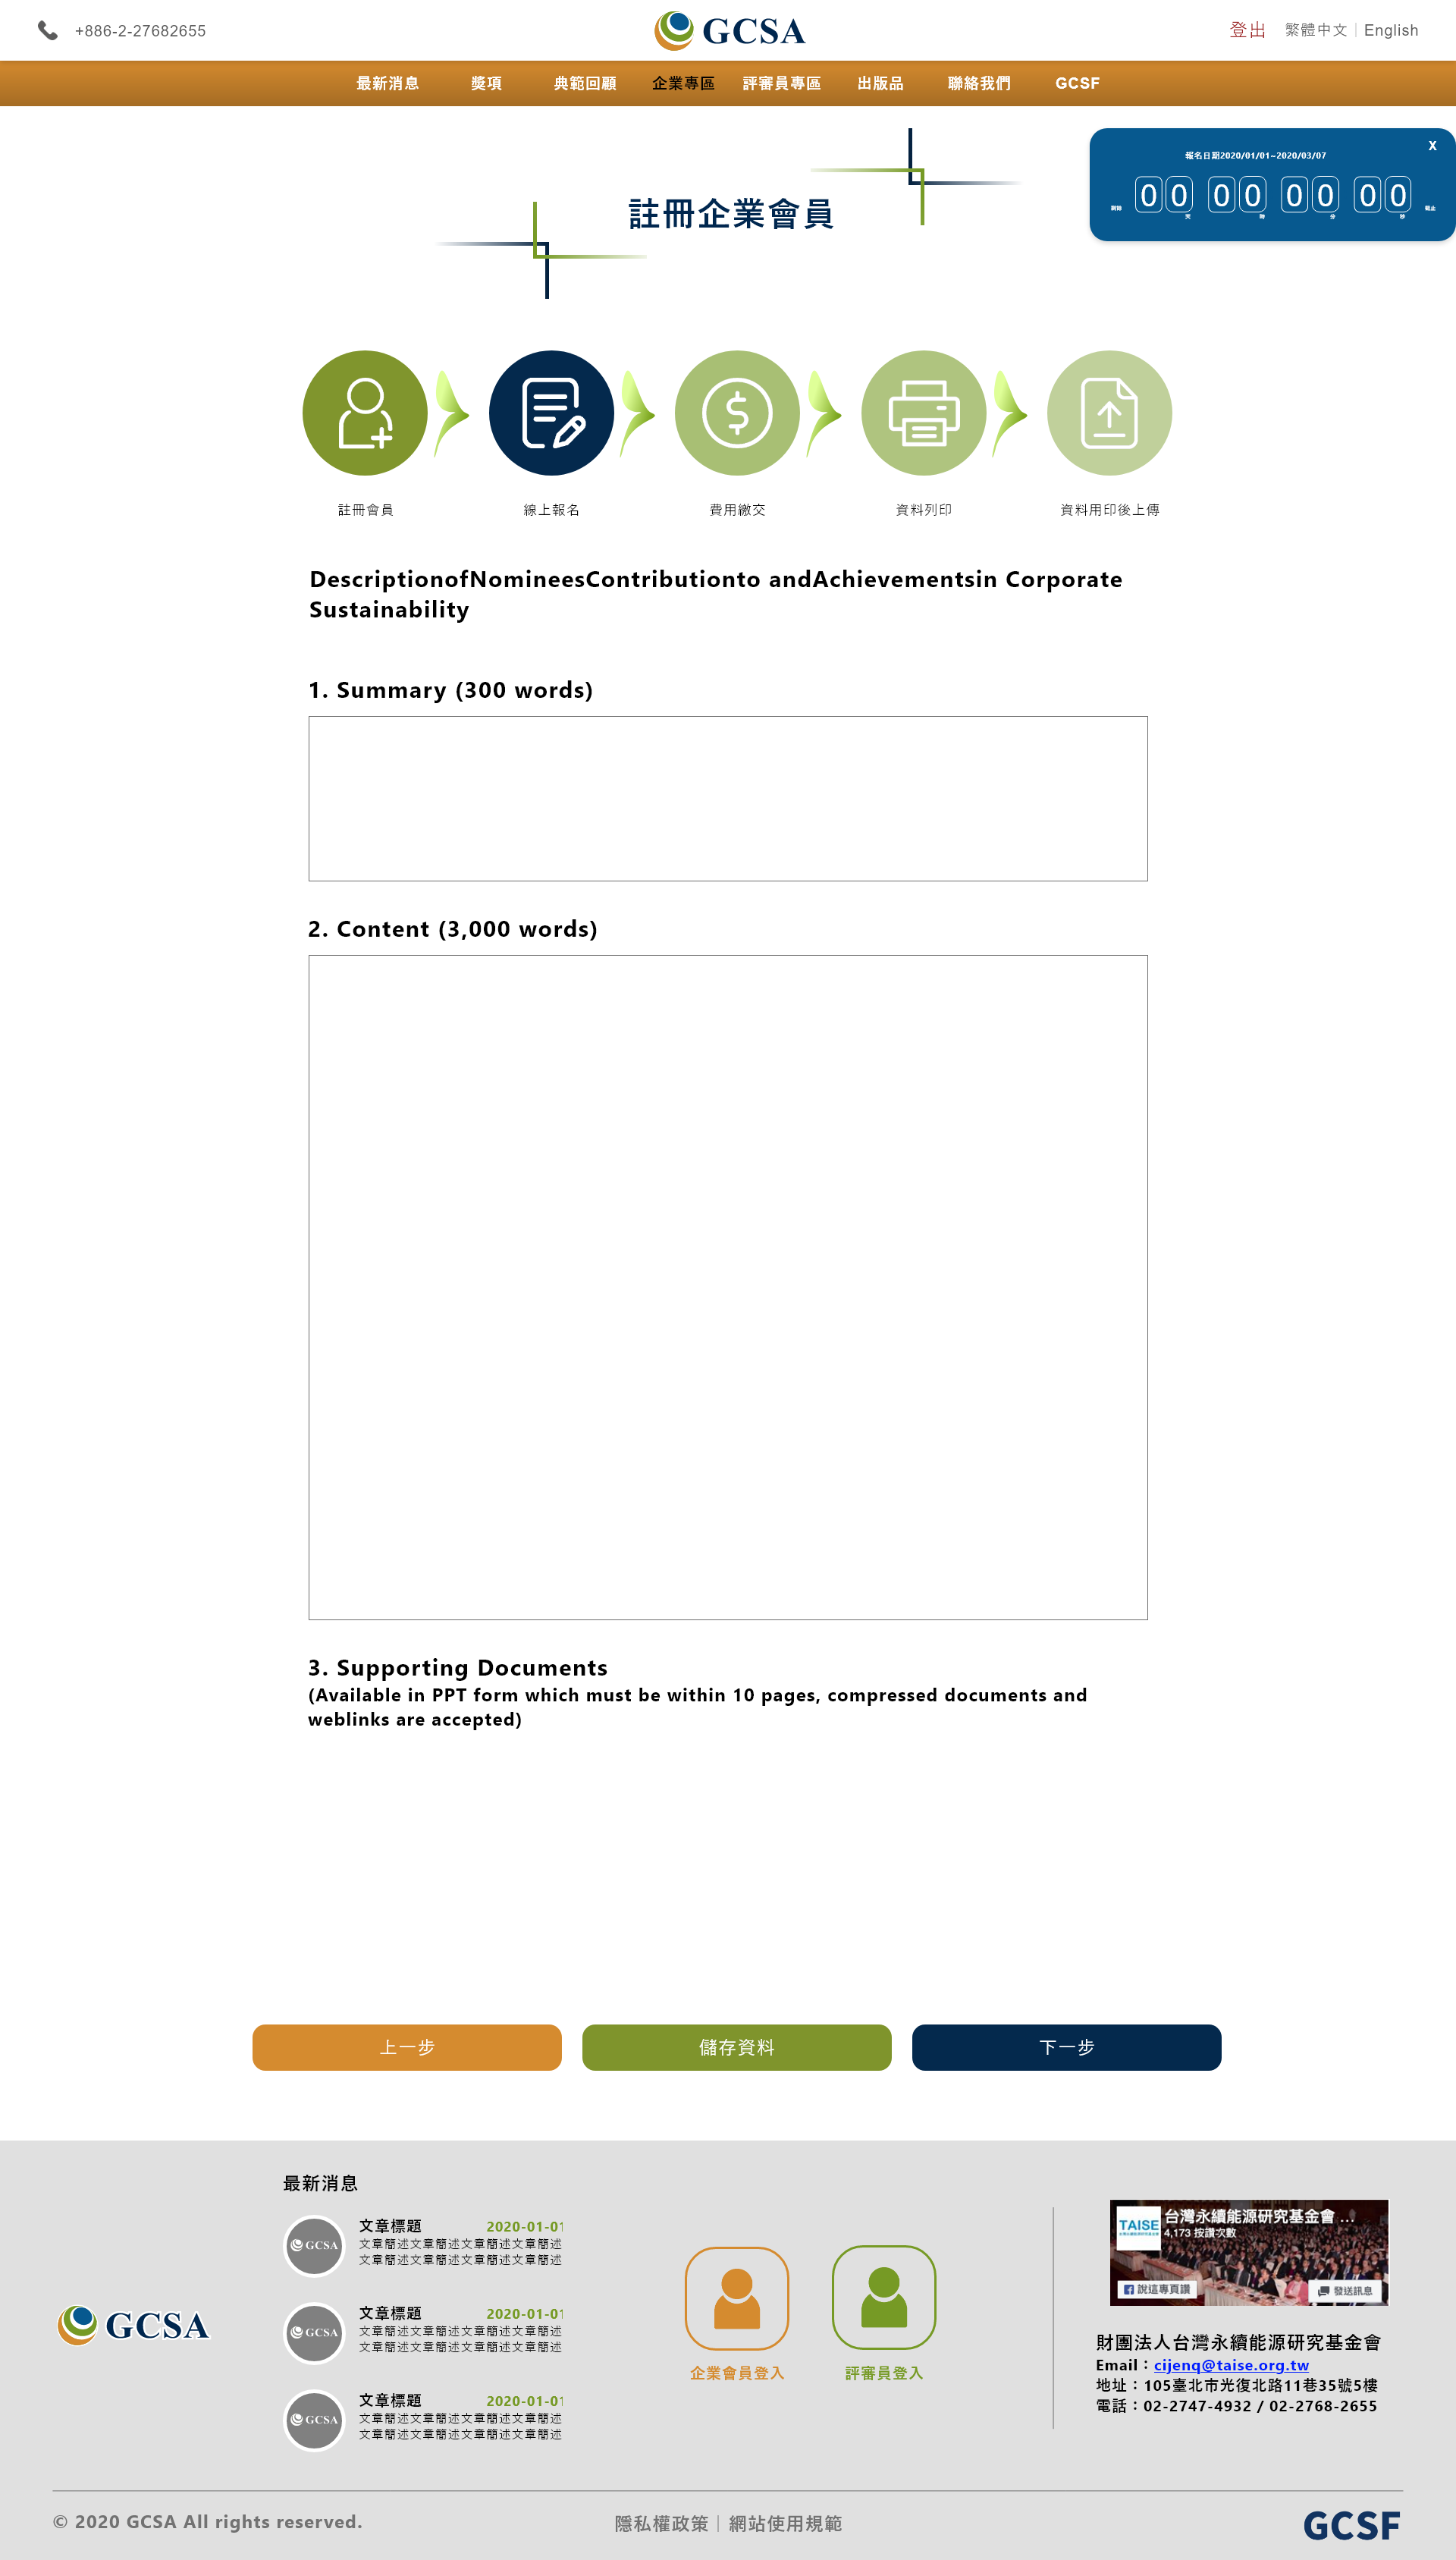 +886-2-27682655
GCSA
登出 繁體中文｜English
最新消息 獎項 典範回顧 企業專區 評審員專區 出版品 聯絡我們 GCSF
X
報名日期2020/01/01~2020/03/07
00 00 00 00
天 時 分 秒
截止
註冊企業會員
註冊會員 線上報名 費用繳交 資料列印 資料用印後上傳
DescriptionofNomineesContributionto andAchievementsin Corporate
Sustainability
1. Summary (300 words)
2. Content (3,000 words)
3. Supporting Documents
(Available in PPT form which must be within 10 pages, compressed documents and
weblinks are accepted)
上一步 儲存資料 下一步
GCSA
最新消息
GCSA
文章標題 2020-01-01
文章簡述文章簡述文章簡述文章簡述
文章簡述文章簡述文章簡述文章簡述
GCSA
文章標題 2020-01-01
文章簡述文章簡述文章簡述文章簡述
文章簡述文章簡述文章簡述文章簡述
GCSA
文章標題 2020-01-01
文章簡述文章簡述文章簡述文章簡述
文章簡述文章簡述文章簡述文章簡述
企業會員登入 評審員登入
TAISE
台灣永續能源研究基金會 ...
4,173 按讚次數
說這專頁讚 發送訊息
財團法人台灣永續能源研究基金會
Email：cijenq@taise.org.tw
地址：105臺北市光復北路11巷35號5樓
電話：02-2747-4932 / 02-2768-2655
© 2020 GCSA All rights reserved.
隱私權政策｜網站使用規範
GCSF